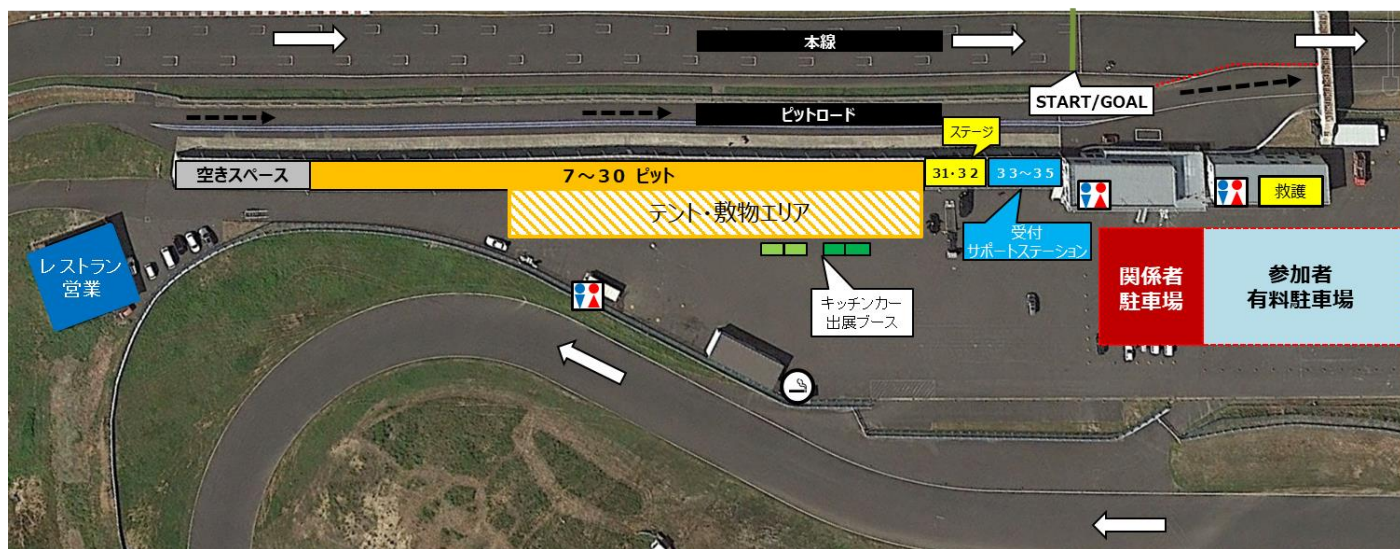 本線
START/GOAL
ピットロード
ステージ
空きスペース
7～30 ピット
31・32
33～35
救護
テント・敷物エリア
受付
サポートステーション
レストラン
営業
キッチンカー
出展ブース
関係者
駐車場
参加者
有料駐車場